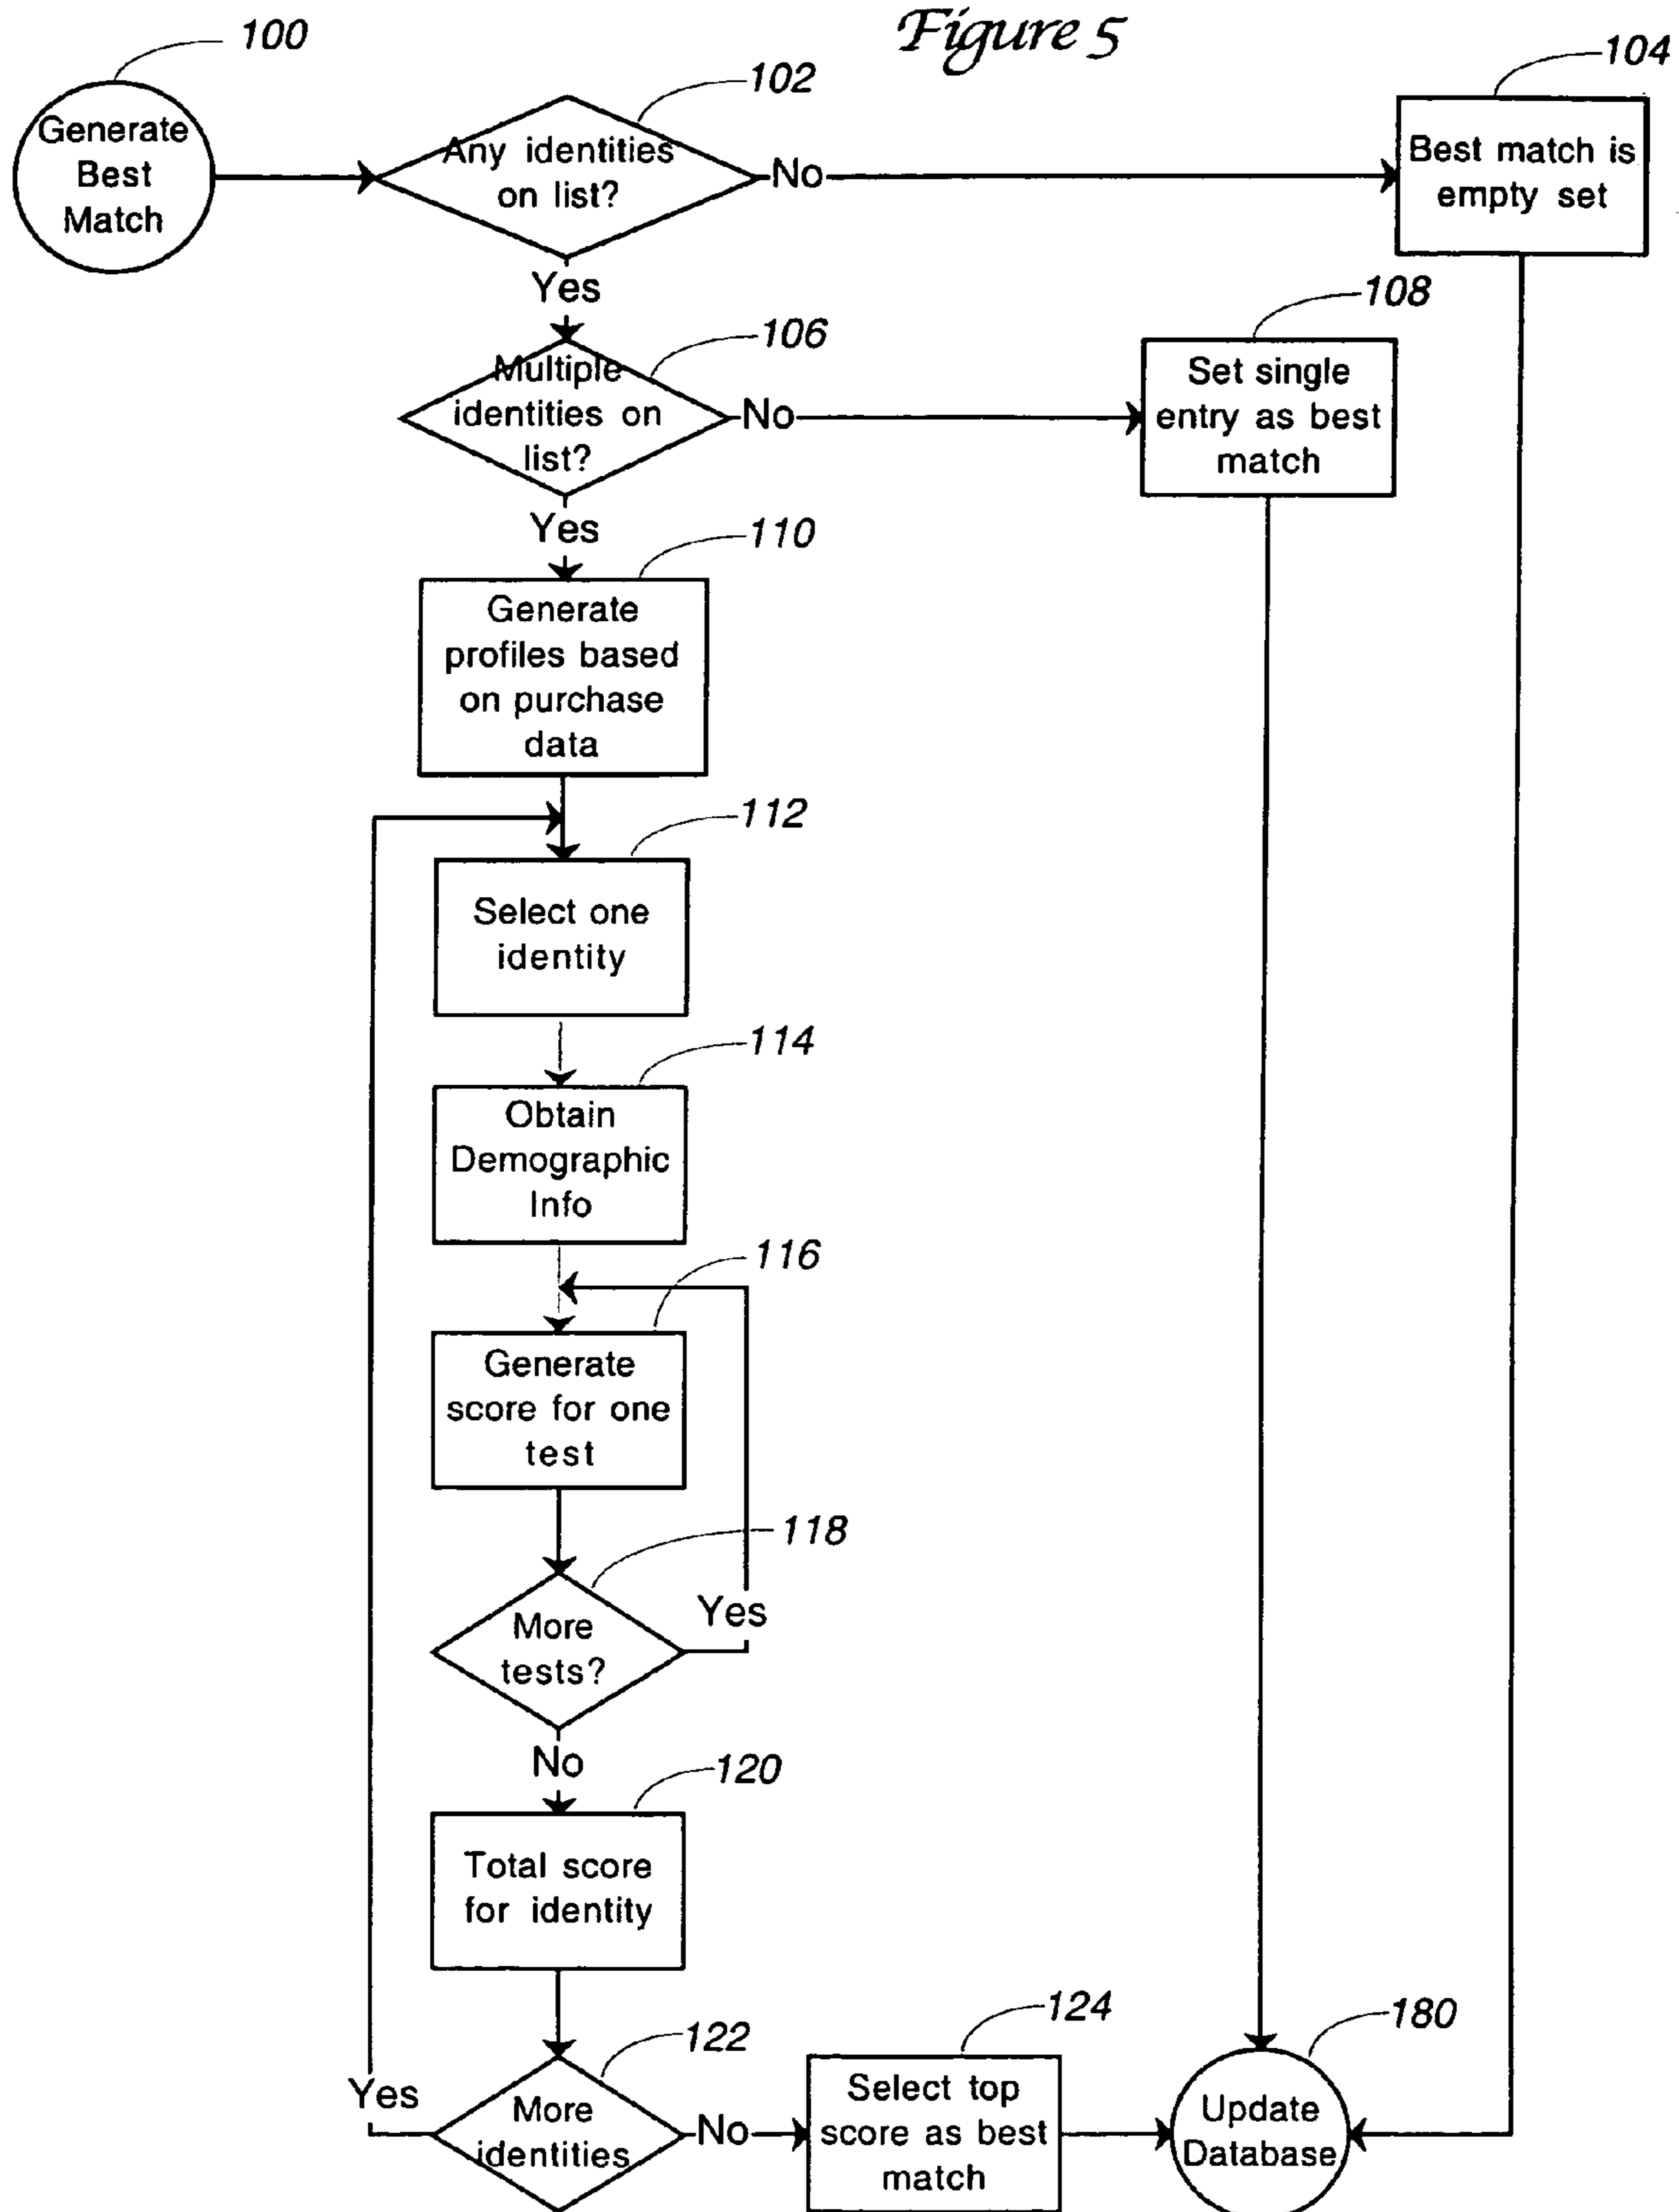 Figure 5
100
Generate
Best
Match
102
Any identities
on list?
No
104
Best match is
empty set
Yes
106
Multiple
identities on
list?
No
108
Set single
entry as best
match
Yes
110
Generate
profiles based
on purchase
data
112
Select one
identity
114
Obtain
Demographic
Info
116
Generate
score for one
test
118
More
tests?
Yes
No
120
Total score
for identity
122
More
identities
Yes
No
124
Select top
score as best
match
180
Update
Database